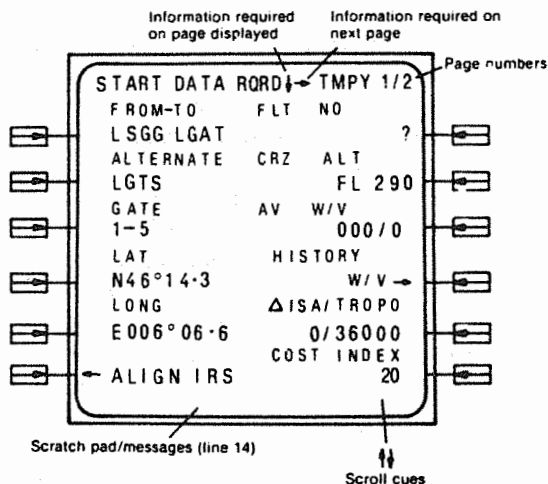 Information required on page displayed
Information required on next page
Page numbers
START DATA RQRD↓→ TMPY 1/2
FROM-TO FLT NO
LSGG LGAT ?
ALTERNATE CRZ ALT
LGTS FL 290
GATE AV W/V
1-5 000/0
LAT HISTORY
N46°14·3 W/V→
LONG ΔISA/TROPO
E006°06·6 0/36000
COST INDEX
← ALIGN IRS 20
Scratch pad/messages (line 14)
↑↓
Scroll cues